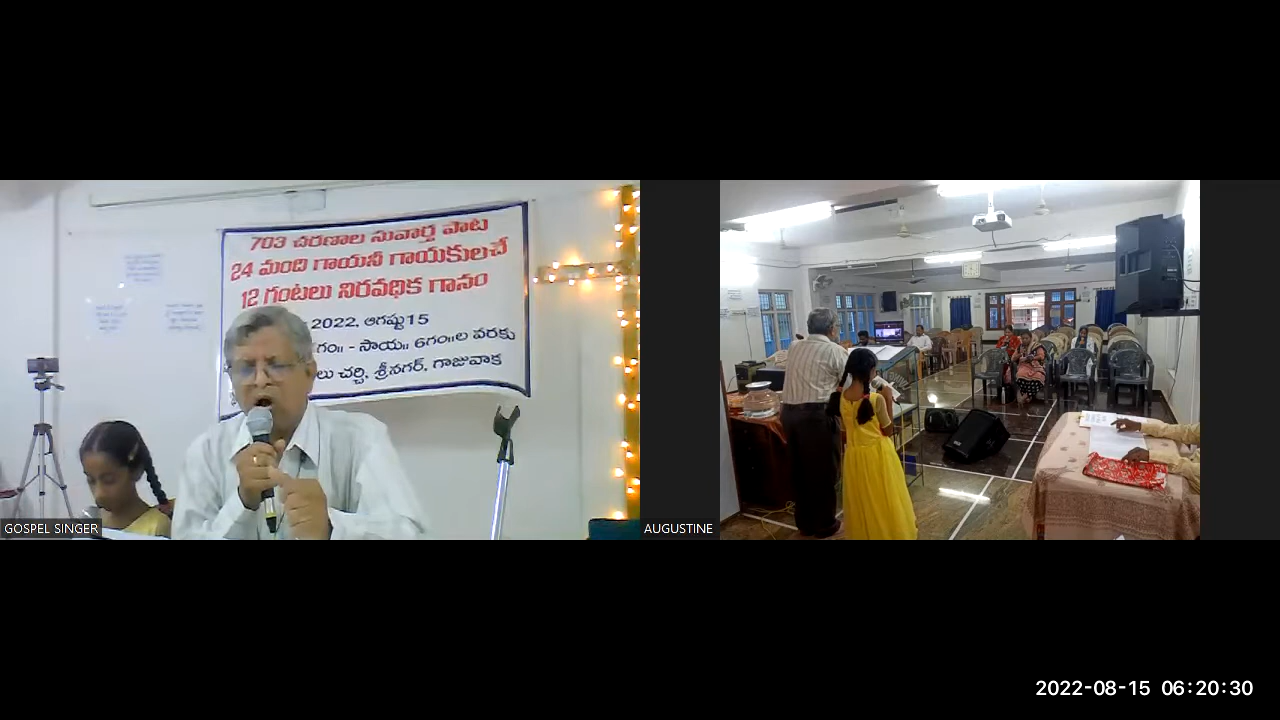 703 చరణాల సువార్త పాట
24 మంది గాయనీ గాయకులచే
12 గంటలు నిరవధిక గానం
2022, ఆగష్టు 15
గం॥ - సాయ॥ 6గం॥ల వరకు
లు చర్చి, శ్రీనగర్, గాజువాక
GOSPEL SINGER
AUGUSTINE
2022-08-15 06:20:30